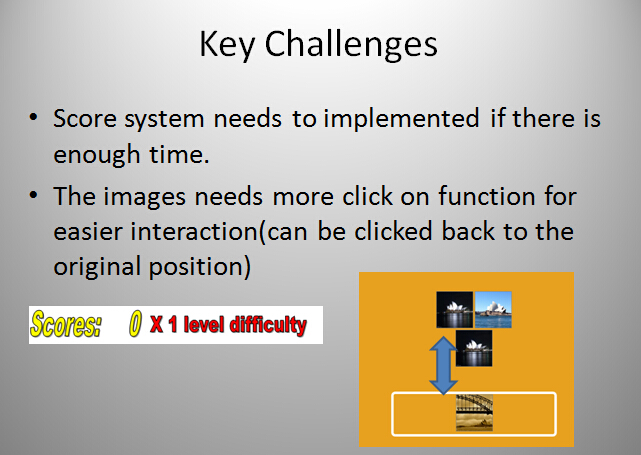 Key Challenges
• Score system needs to implemented if there is
enough time.
• The images needs more click on function for
easier interaction(can be clicked back to the
original position)
Scores: 0 X 1 level difficulty